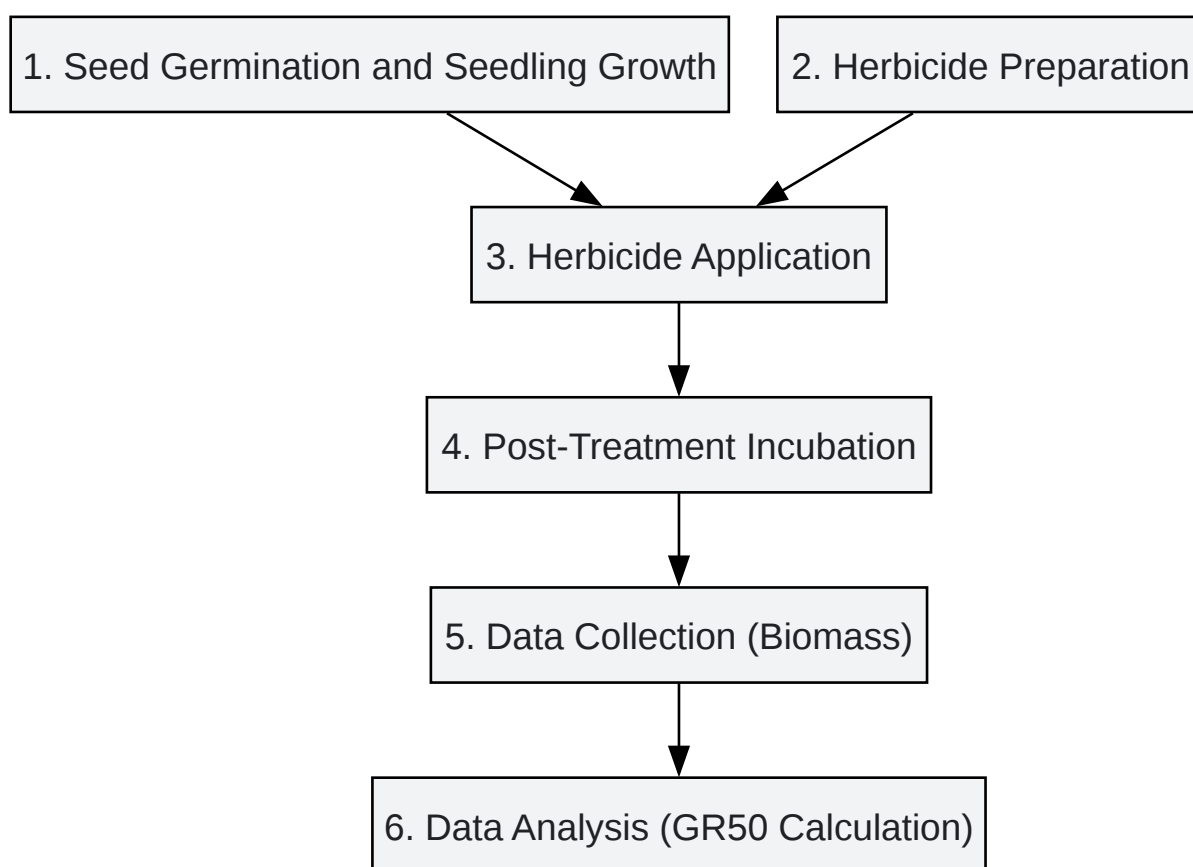 1. Seed Germination and Seedling Growth
2. Herbicide Preparation
3. Herbicide Application
4. Post-Treatment Incubation
5. Data Collection (Biomass)
6. Data Analysis (GR50 Calculation)